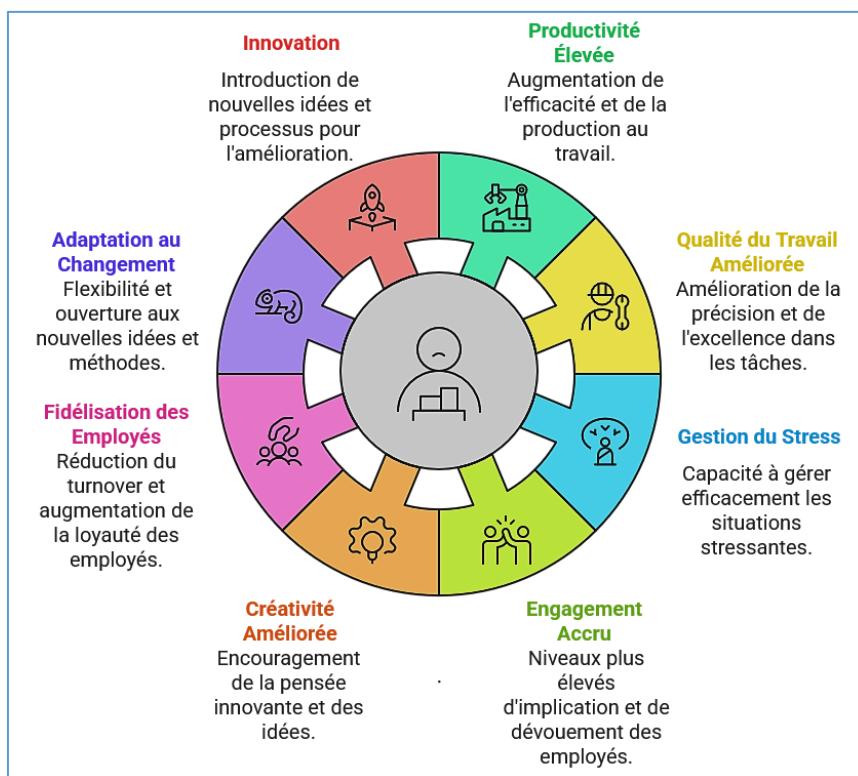 Innovation
Introduction de
nouvelles idées et
processus pour
l'amélioration.
Productivité
Élevée
Augmentation de
l'efficacité et de la
production au
travail.
Adaptation au
Changement
Flexibilité et
ouverture aux
nouvelles idées et
méthodes.
Qualité du Travail
Améliorée
Amélioration de la
précision et de
l'excellence dans
les tâches.
Fidélisation des
Employés
Réduction du
turnover et
augmentation de
la loyauté des
employés.
Gestion du Stress
Capacité à gérer
efficacement les
situations
stressantes.
Créativité
Améliorée
Encouragement
de la pensée
innovante et des
idées.
Engagement
Accru
Niveaux plus
élevés
d'implication et de
dévouement des
employés.